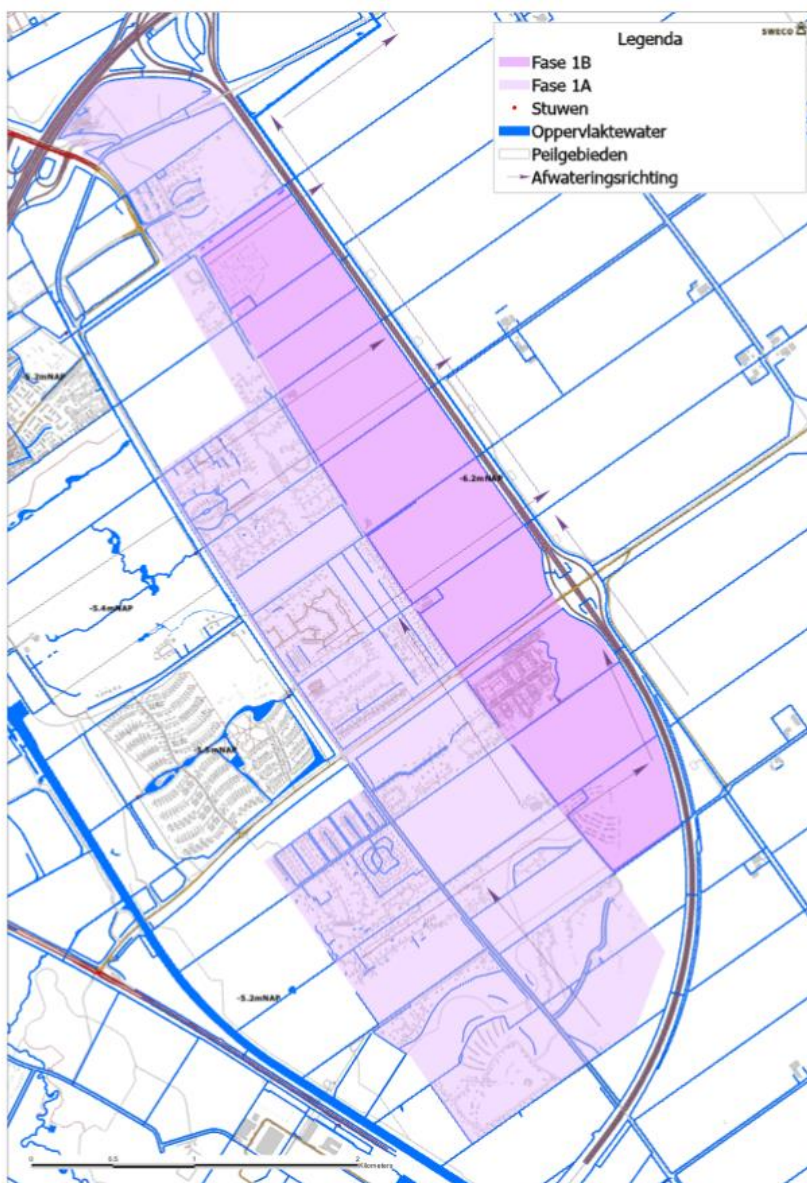 Legenda
SWECO
Fase 1B
Fase 1A
Stuwen
Oppervlaktewater
Peilgebieden
Afwateringsrichting
-6.2mNAP
-5.4mNAP
-5.2mNAP
0
0.5
1
2
Kilometers